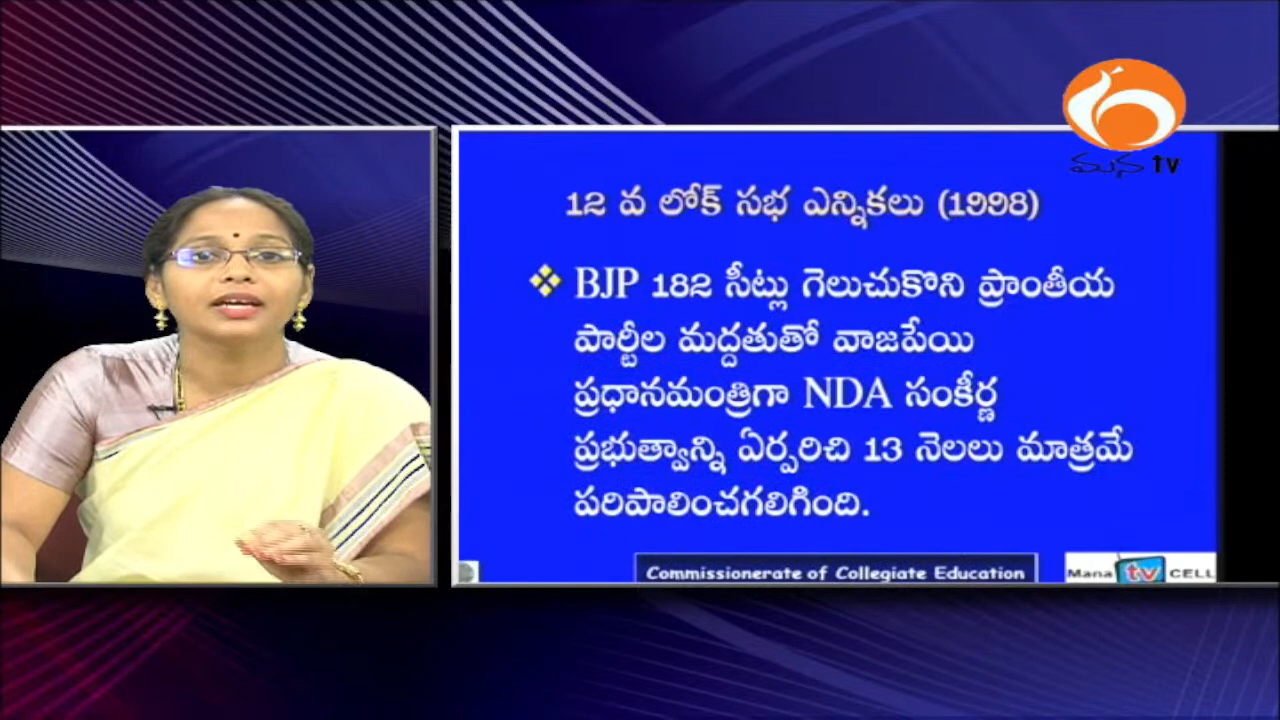 మన tv
12 వ లోక్ సభ ఎన్నికలు (1998)
BJP 182 సీట్లు గెలుచుకొని ప్రాంతీయ
పార్టీల మద్దతుతో వాజపేయి
ప్రధానమంత్రిగా NDA సంకీర్ణ
ప్రభుత్వాన్ని ఏర్పరిచి 13 నెలలు మాత్రమే
పరిపాలించగలిగింది.
Commissionerate of Collegiate Education
Mana tv CELL